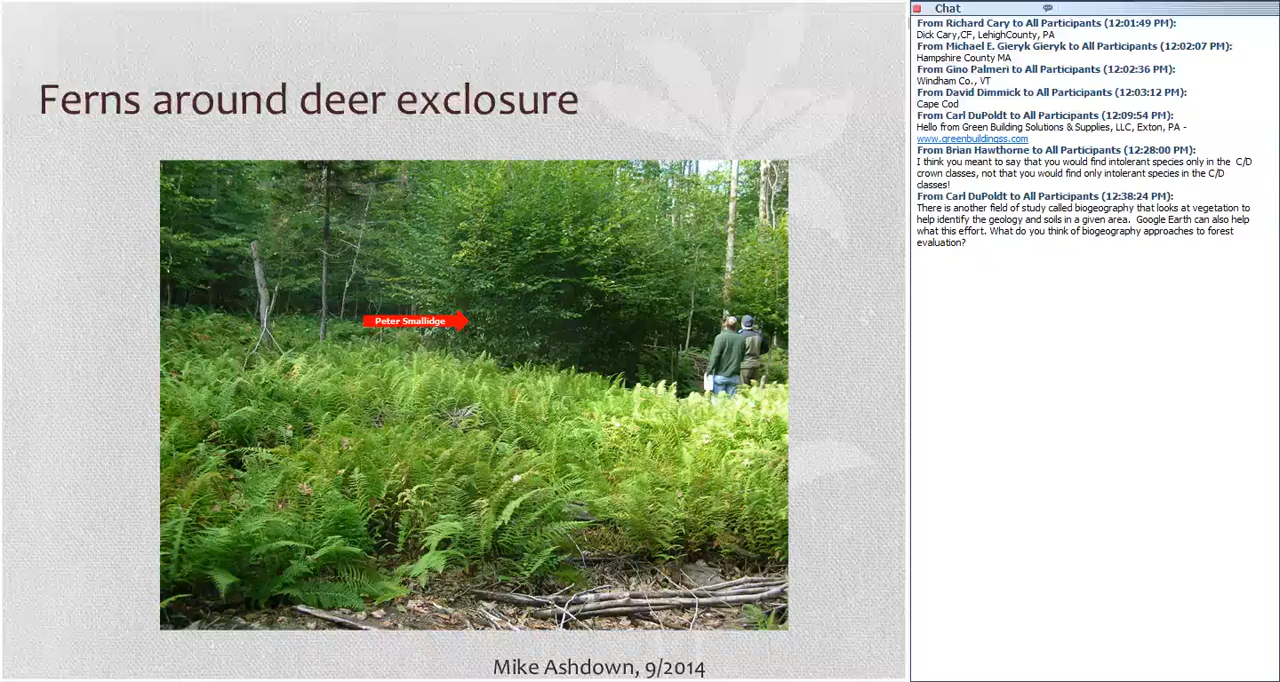 Ferns around deer exclosure
Peter Smallidge
Mike Ashdown, 9/2014
Chat
From Richard Cary to All Participants (12:01:49 PM):
Dick Cary,CF, LehighCounty, PA
From Michael E. Gieryk Gieryk to All Participants (12:02:07 PM):
Hampshire County MA
From Gino Palmeri to All Participants (12:02:36 PM):
Windham Co., VT
From David Dimmick to All Participants (12:03:12 PM):
Cape Cod
From Carl DuPoldt to All Participants (12:09:54 PM):
Hello from Green Building Solutions & Supplies, LLC, Exton, PA -
www.greenbuildingss.com
From Brian Hawthorne to All Participants (12:28:00 PM):
I think you meant to say that you would find intolerant species only in the C/D
crown classes, not that you would find only intolerant species in the C/D
classes!
From Carl DuPoldt to All Participants (12:38:24 PM):
There is another field of study called biogeography that looks at vegetation to
help identify the geology and soils in a given area. Google Earth can also help
what this effort. What do you think of biogeography approaches to forest
evaluation?